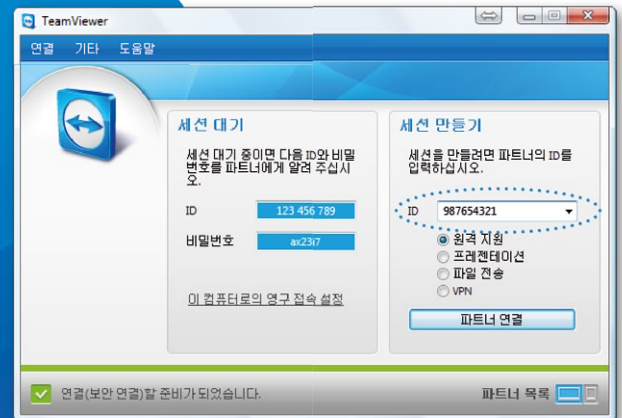 TeamViewer
연결 기타 도움말
세션 대기
세션 대기 중이면 다음 ID와 비밀
번호를 파트너에게 알려 주십시
오.
ID 123 456 789
비밀번호 ax23i7
이 컴퓨터로의 영구 접속 설정
세션 만들기
세션을 만들려면 파트너의 ID를
입력하십시오.
ID 987654321
원격 지원
프레젠테이션
파일 전송
VPN
파트너 연결
연결(보안 연결)할 준비가 되었습니다.
파트너 목록